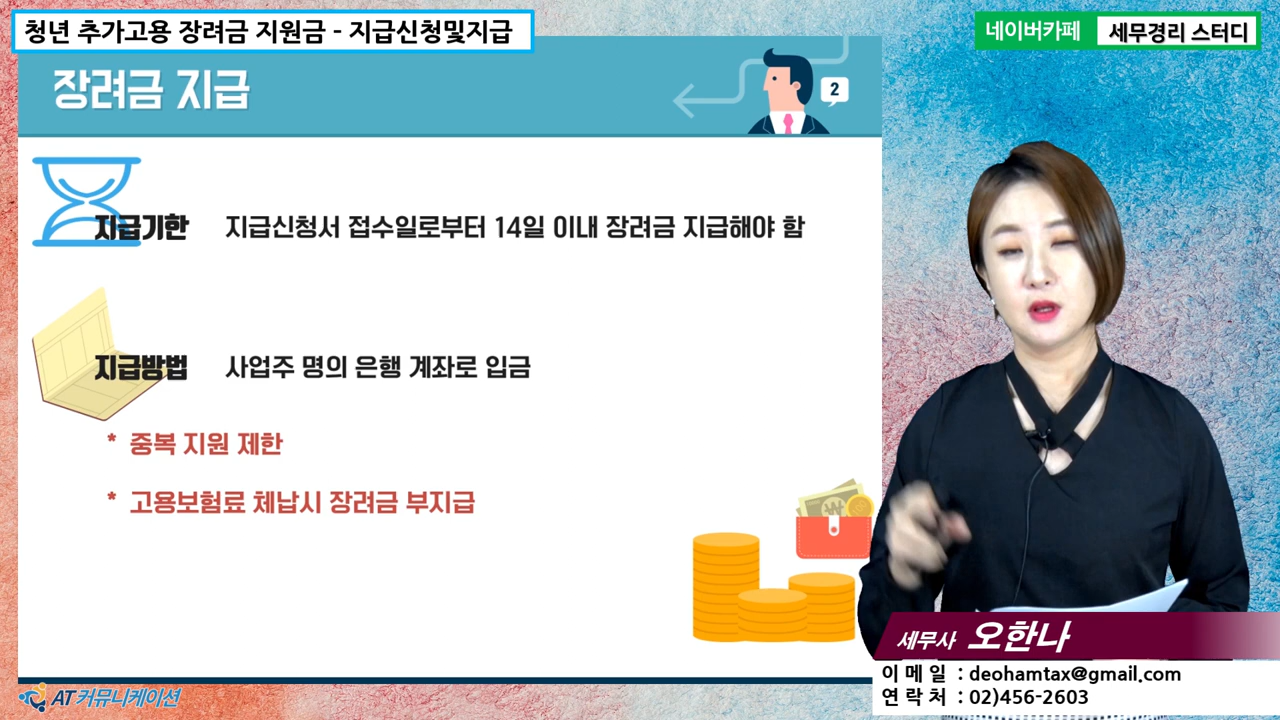 청년 추가고용 장려금 지원금 - 지급신청및지급
네이버카페 세무경리 스터디
장려금 지급
2
지급기한 지급신청서 접수일로부터 14일 이내 장려금 지급해야 함
지급방법 사업주 명의 은행 계좌로 입금
* 중복 지원 제한
* 고용보험료 체납시 장려금 부지급
₩
세무사 오한나
이 메 일 : deohamtax@gmail.com
연 락 처 : 02)456-2603
AT커뮤니케이션